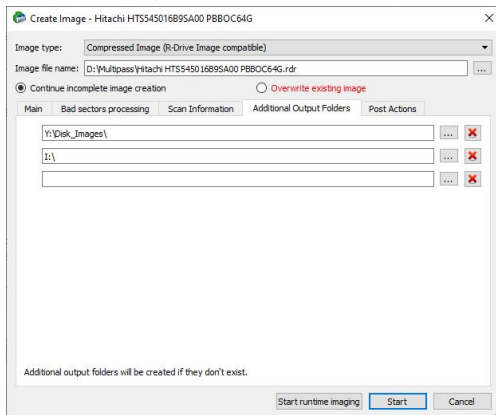 Create Image - Hitachi HTS545016B9SA00 PBBOC64G
Image type: Compressed Image (R-Drive Image compatible)
Image file name: D:\Multipass\Hitachi HTS545016B9SA00 PBBOC64G.rdr ...
Continue incomplete image creation Overwrite existing image
Main Bad sectors processing Scan Information Additional Output Folders Post Actions
Y:\Disk_Images\ ...
I:\ ...
...
Additional output folders will be created if they don't exist.
Start runtime imaging Start Cancel